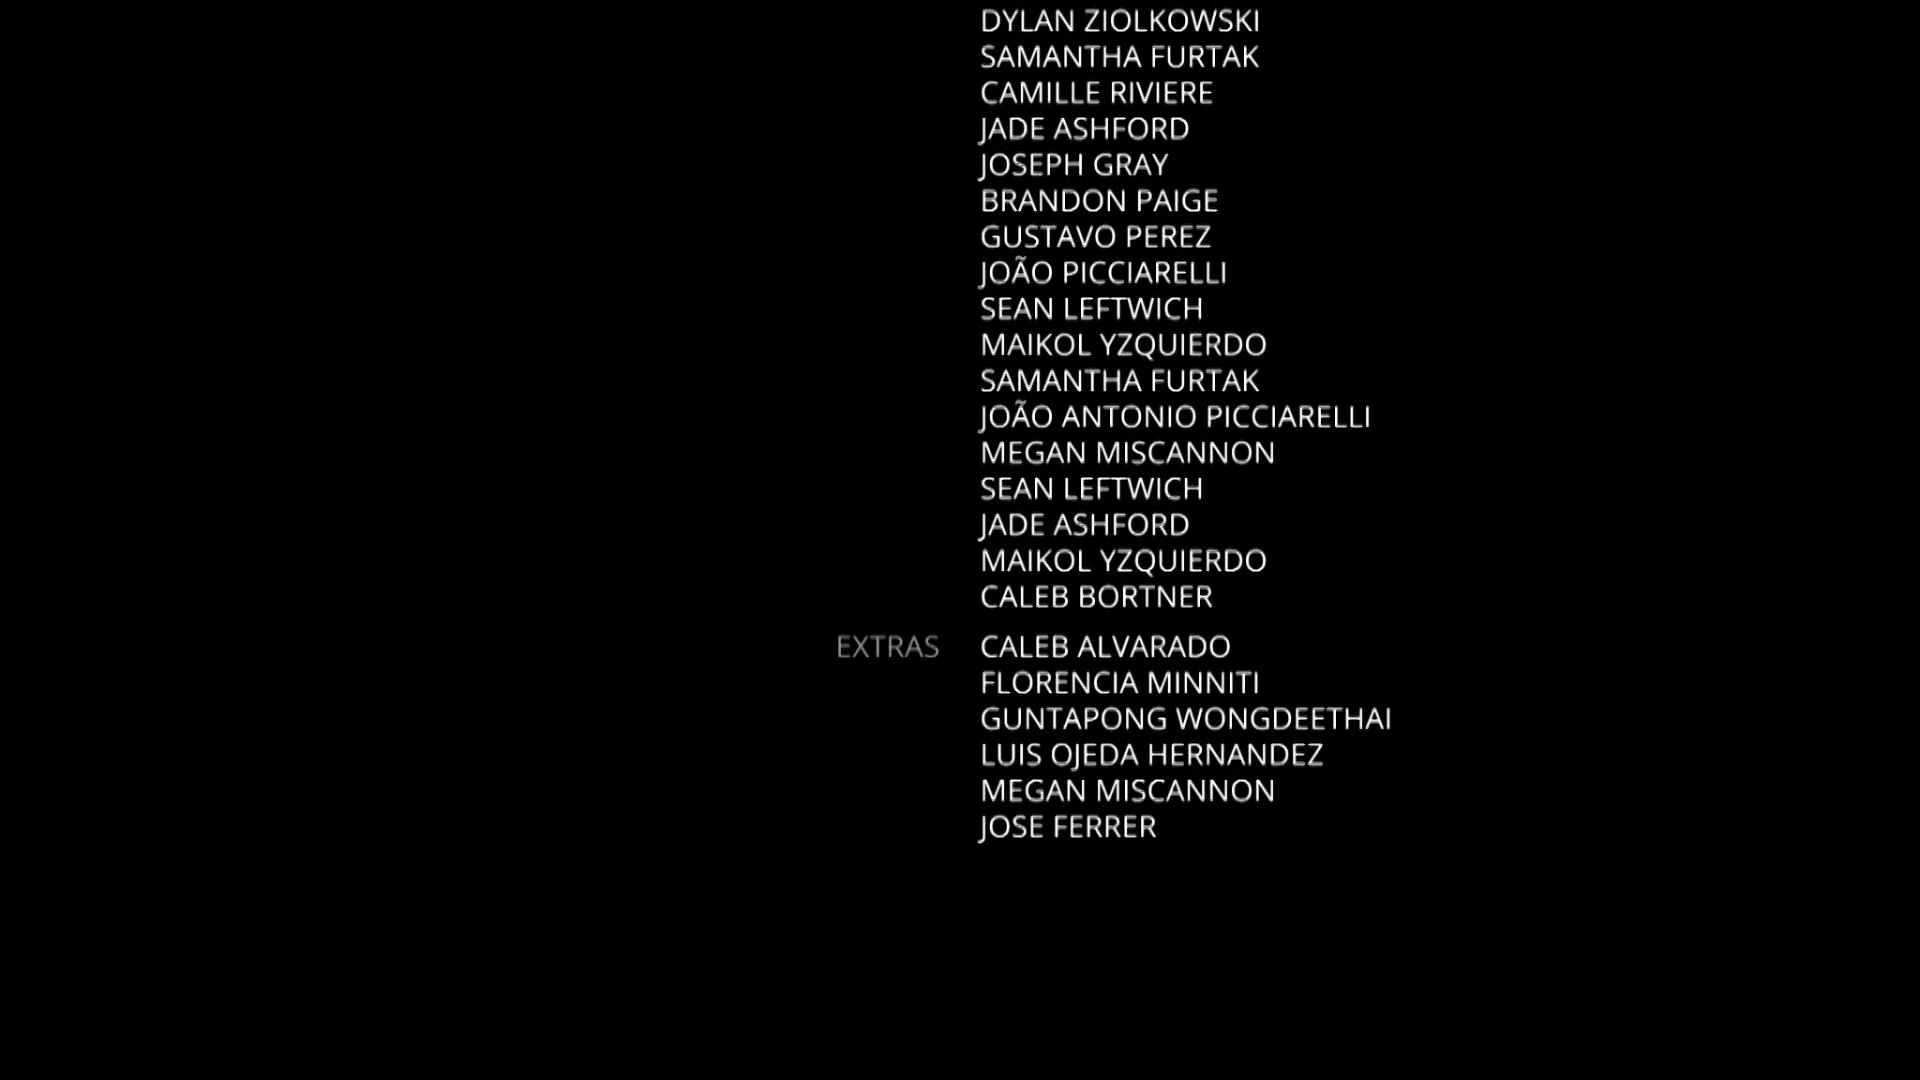 DYLAN ZIOLKOWSKI
SAMANTHA FURTAK
CAMILLE RIVIERE
JADE ASHFORD
JOSEPH GRAY
BRANDON PAIGE
GUSTAVO PEREZ
JOÃO PICCIARELLI
SEAN LEFTWICH
MAIKOL YZQUIERDO
SAMANTHA FURTAK
JOÃO ANTONIO PICCIARELLI
MEGAN MISCANNON
SEAN LEFTWICH
JADE ASHFORD
MAIKOL YZQUIERDO
CALEB BORTNER
EXTRAS CALEB ALVARADO
FLORENCIA MINNITI
GUNTAPONG WONGDEETHAI
LUIS OJEDA HERNANDEZ
MEGAN MISCANNON
JOSE FERRER